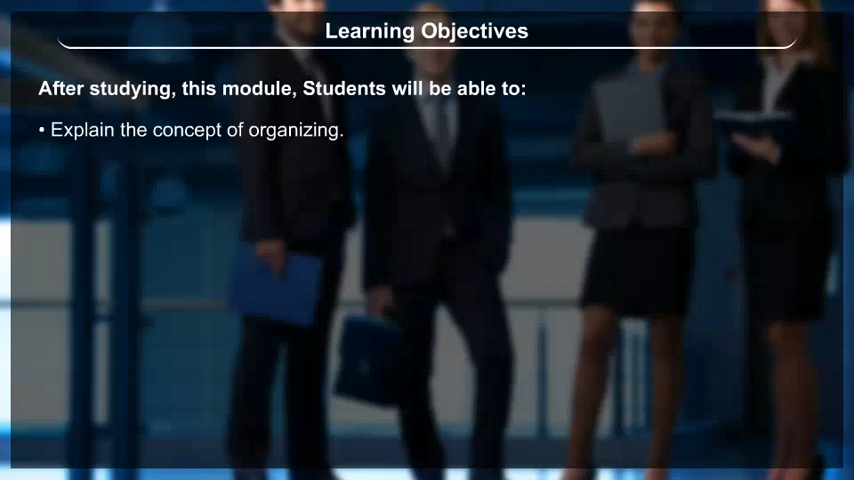 Learning Objectives
After studying, this module, Students will be able to:
• Explain the concept of organizing.